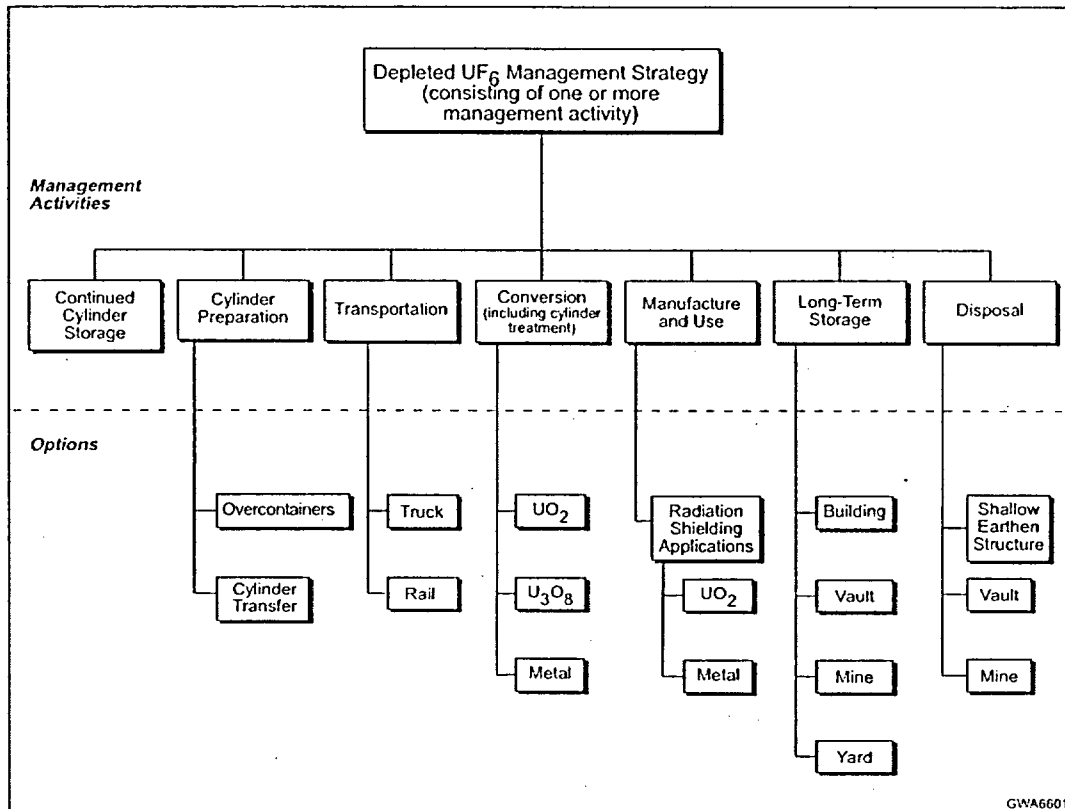 Depleted UF6 Management Strategy
(consisting of one or more
management activity)
Management
Activities
Continued
Cylinder
Storage
Cylinder
Preparation
Transportation
Conversion
(including cylinder
treatment)
Manufacture
and Use
Long-Term
Storage
Disposal
Options
Overcontainers
Cylinder
Transfer
Truck
Rail
UO2
U3O8
Metal
Radiation
Shielding
Applications
UO2
Metal
Building
Vault
Mine
Yard
Shallow
Earthen
Structure
Vault
Mine
GWA6601